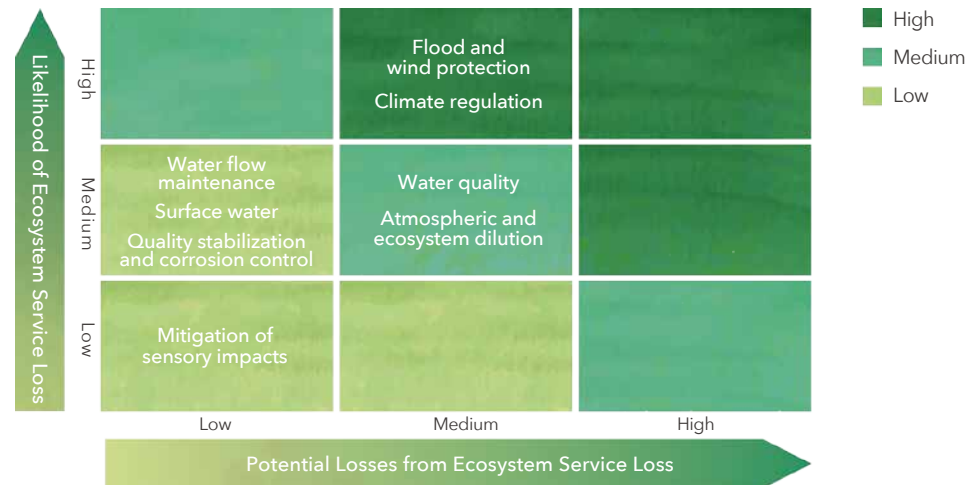 Likelihood of Ecosystem Service Loss
High
Flood and
wind protection
Climate regulation
High
Medium
Low
Medium
Water flow
maintenance
Surface water
Quality stabilization
and corrosion control
Water quality
Atmospheric and
ecosystem dilution
Low
Mitigation of
sensory impacts
Low
Medium
High
Potential Losses from Ecosystem Service Loss